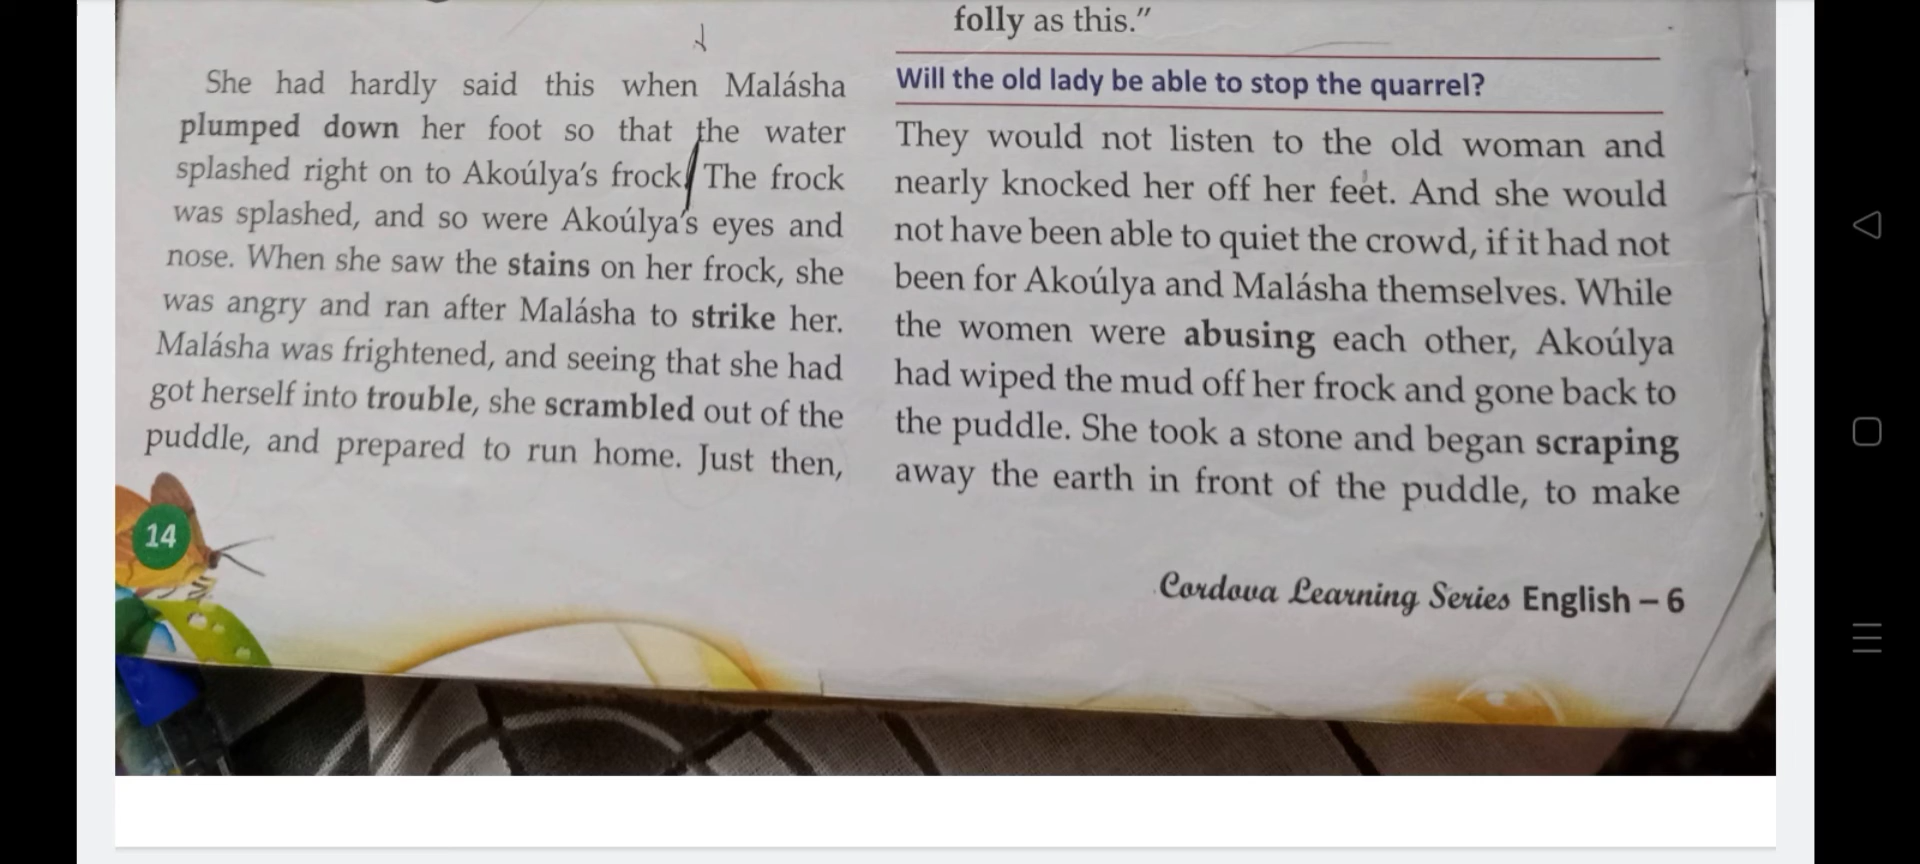 She had hardly said this when Malásha
plumped down her foot so that the water
splashed right on to Akoúlya's frock. The frock
was splashed, and so were Akoúlya's eyes and
nose. When she saw the stains on her frock, she
was angry and ran after Malásha to strike her.
Malásha was frightened, and seeing that she had
got herself into trouble, she scrambled out of the
puddle, and prepared to run home. Just then,
14
folly as this.”
Will the old lady be able to stop the quarrel?
They would not listen to the old woman and
nearly knocked her off her feet. And she would
not have been able to quiet the crowd, if it had not
been for Akoúlya and Malásha themselves. While
the women were abusing each other, Akoúlya
had wiped the mud off her frock and gone back to
the puddle. She took a stone and began scraping
away the earth in front of the puddle, to make
Cordova Learning Series English – 6